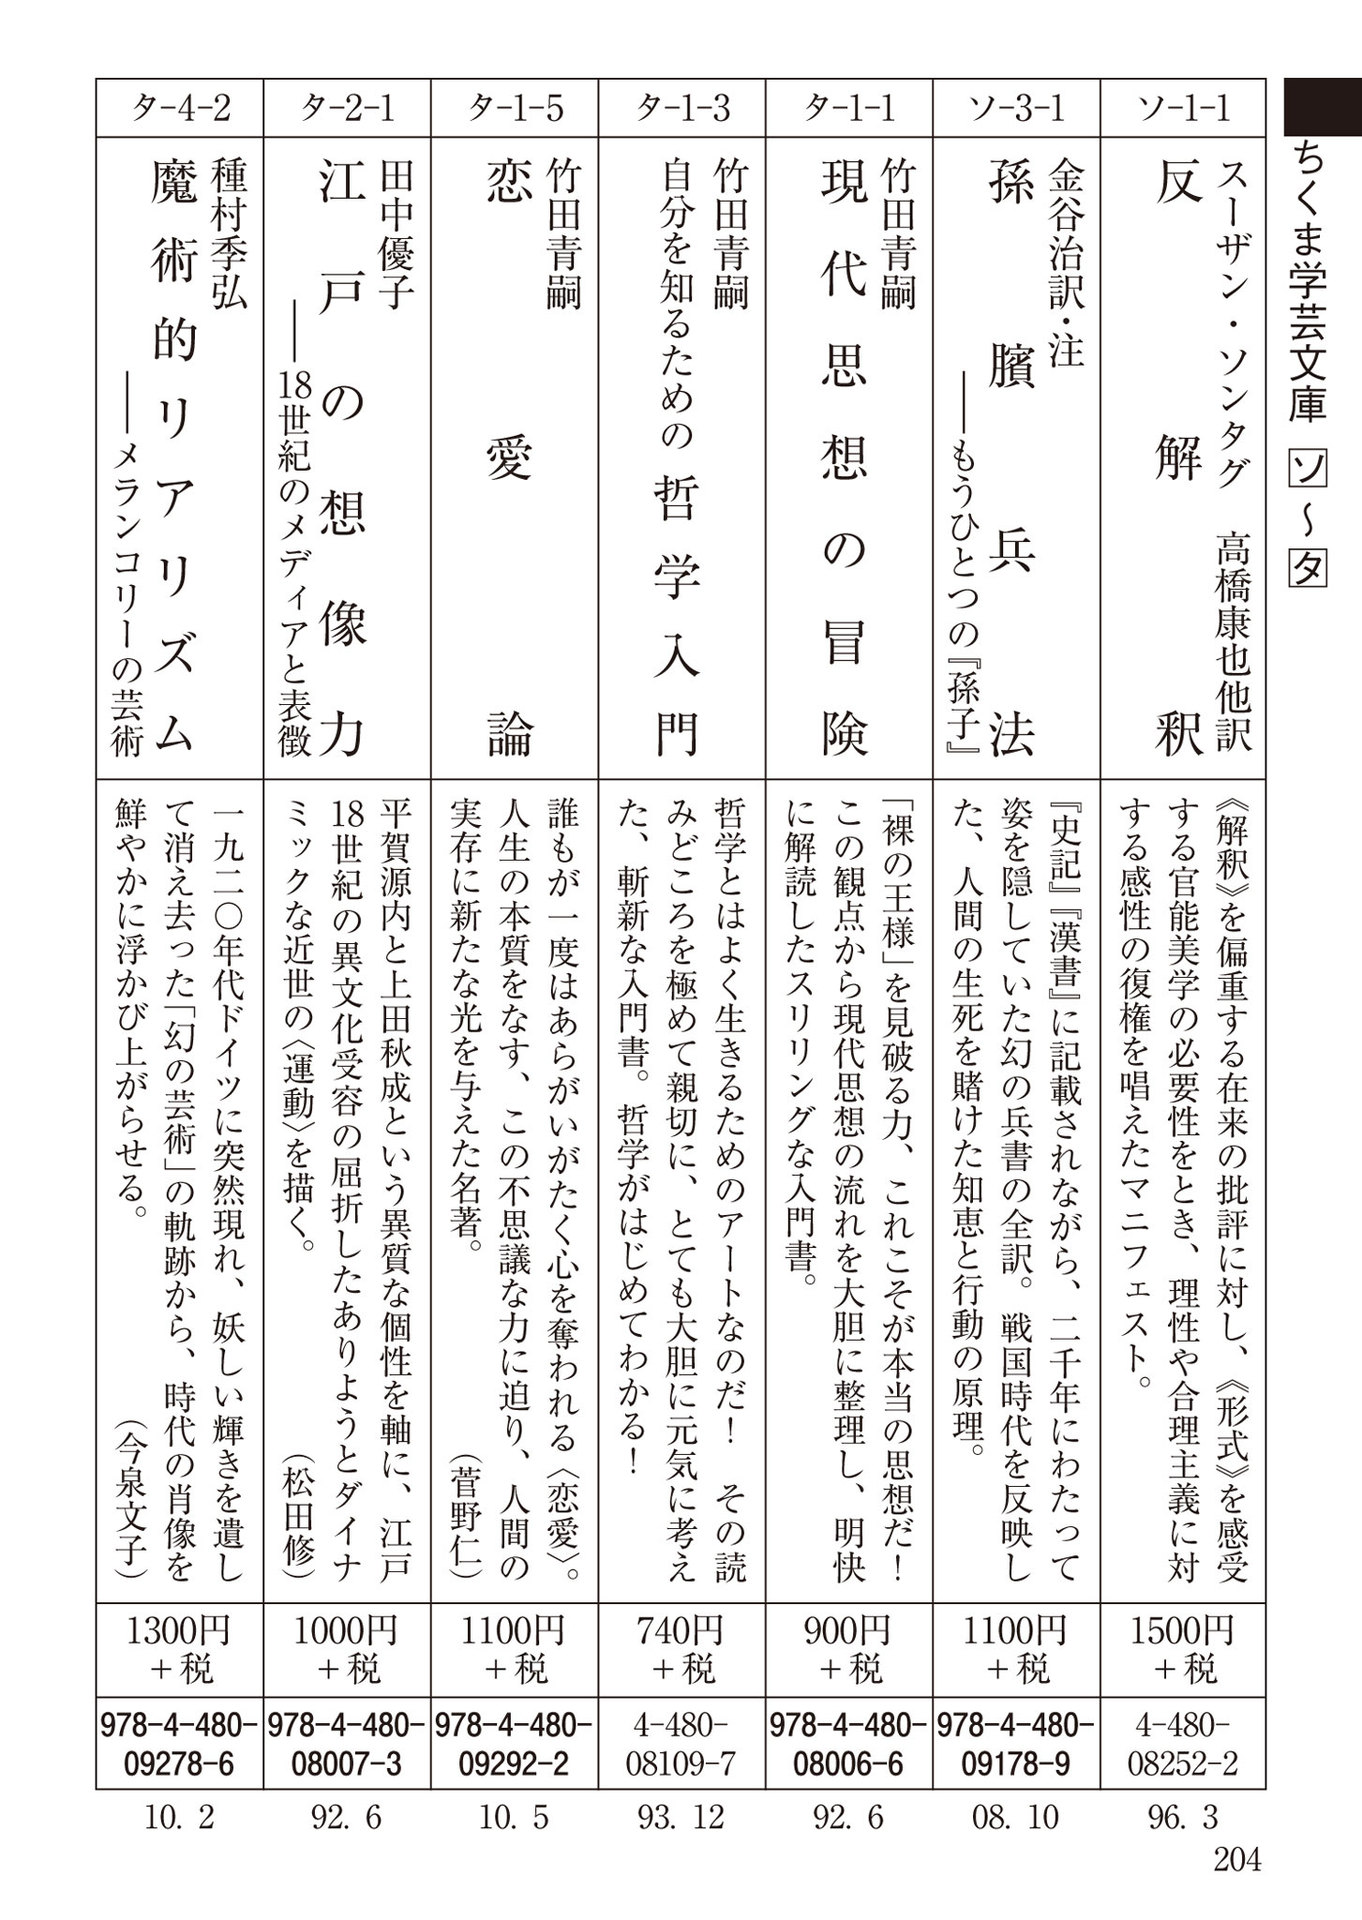 ちくま学芸文庫 ソ〜タ
ソ-1-1
スーザン・ソンタグ 高橋康也他訳
反解釈
《解釈》を偏重する在来の批評に対し、《形式》を感受
する官能美学の必要性をとき、理性や合理主義に対
する感性の復権を唱えたマニフェスト。
1500円
+税
4-480-
08252-2
96. 3
ソ-3-1
金谷治訳・注
孫臏兵法
――もうひとつの『孫子』
『史記』『漢書』に記載されながら、二千年にわたって
姿を隠していた幻の兵書の全訳。戦国時代を反映し
た、人間の生死を賭けた知恵と行動の原理。
1100円
+税
978-4-480-
09178-9
08. 10
タ-1-1
竹田青嗣
現代思想の冒険
「裸の王様」を見破る力、これこそが本当の思想だ！
この観点から現代思想の流れを大胆に整理し、明快
に解読したスリリングな入門書。
900円
+税
978-4-480-
08006-6
92. 6
タ-1-3
竹田青嗣
自分を知るための哲学入門
哲学とはよく生きるためのアートなのだ！ その読
みどころを極めて親切に、とても大胆に元気に考え
た、斬新な入門書。哲学がはじめてわかる！
740円
+税
4-480-
08109-7
93. 12
タ-1-5
竹田青嗣
恋愛論
誰もが一度はあらがいがたく心を奪われる〈恋愛〉。
人生の本質をなす、この不思議な力に迫り、人間の
実存に新たな光を与えた名著。 （菅野仁）
1100円
+税
978-4-480-
09292-2
10. 5
タ-2-1
田中優子
江戸の想像力
――18世紀のメディアと表徴
平賀源内と上田秋成という異質な個性を軸に、江戸
18世紀の異文化受容の屈折したありようとダイナ
ミックな近世の〈運動〉を描く。 （松田修）
1000円
+税
978-4-480-
08007-3
92. 6
タ-4-2
種村季弘
魔術的リアリズム
――メランコリーの芸術
一九二〇年代ドイツに突然現れ、妖しい輝きを遺し
て消え去った「幻の芸術」の軌跡から、時代の肖像を
鮮やかに浮かび上がらせる。 （今泉文子）
1300円
+税
978-4-480-
09278-6
10. 2
204